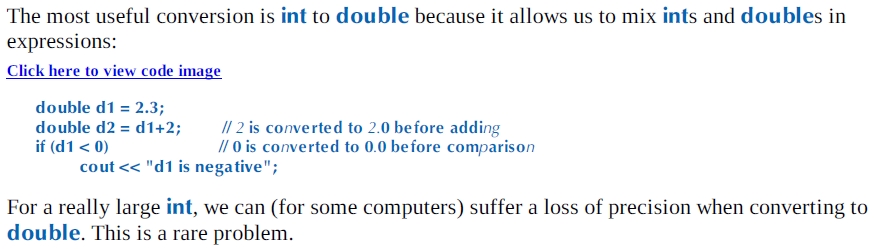 The most useful conversion is int to double because it allows us to mix ints and doubles in
expressions:
Click here to view code image
double d1 = 2.3;
double d2 = d1+2; // 2 is converted to 2.0 before adding
if (d1 < 0) // 0 is converted to 0.0 before comparison
cout << "d1 is negative";
For a really large int, we can (for some computers) suffer a loss of precision when converting to
double. This is a rare problem.